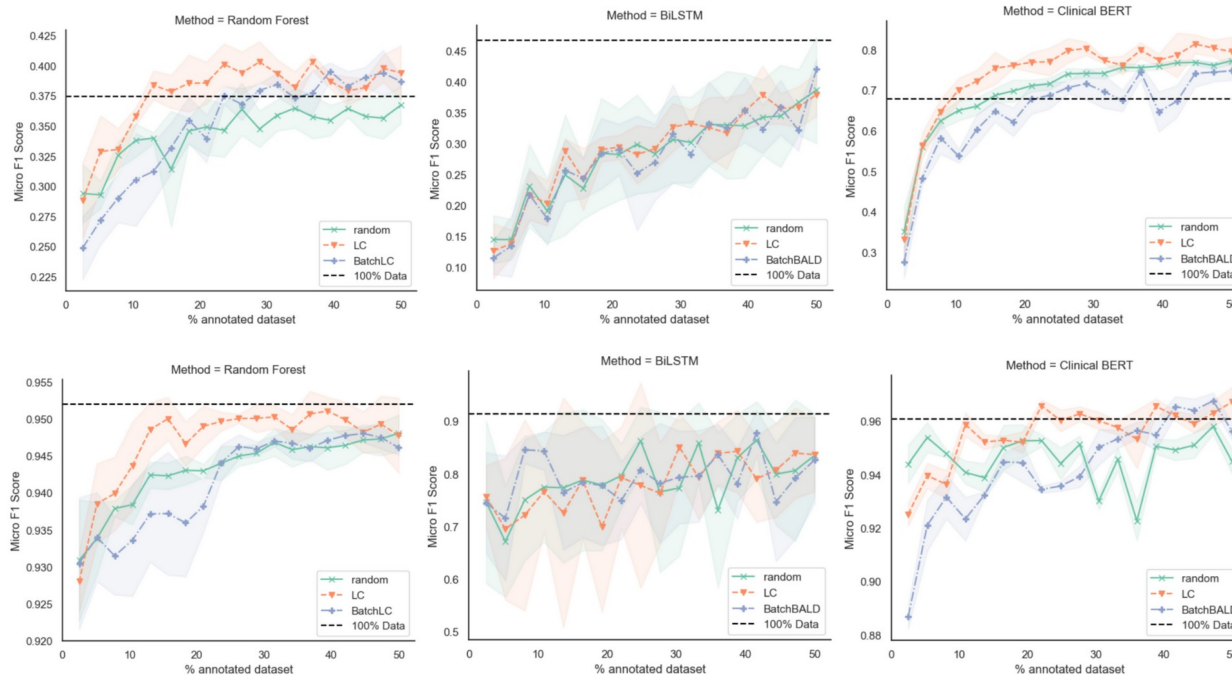 Method = Random Forest
0.425
0.400
0.375
0.350
0.325
0.300
0.275
0.250
0.225
Micro F1 Score
0 10 20 30 40 50
% annotated dataset
random
LC
BatchLC
100% Data
Method = BiLSTM
0.45
0.40
0.35
0.30
0.25
0.20
0.15
0.10
Micro F1 Score
0 10 20 30 40 50
% annotated dataset
random
LC
BatchBALD
100% Data
Method = Clinical BERT
0.8
0.7
0.6
0.5
0.4
0.3
Micro F1 Score
0 10 20 30 40 50
% annotated dataset
random
LC
BatchBALD
100% Data
Method = Random Forest
0.955
0.950
0.945
0.940
0.935
0.930
0.925
0.920
Micro F1 Score
0 10 20 30 40 50
% annotated dataset
random
LC
BatchLC
100% Data
Method = BiLSTM
0.9
0.8
0.7
0.6
0.5
Micro F1 Score
0 10 20 30 40 50
% annotated dataset
random
LC
BatchBALD
100% Data
Method = Clinical BERT
0.96
0.94
0.92
0.90
0.88
Micro F1 Score
0 10 20 30 40 50
% annotated dataset
random
LC
BatchBALD
100% Data